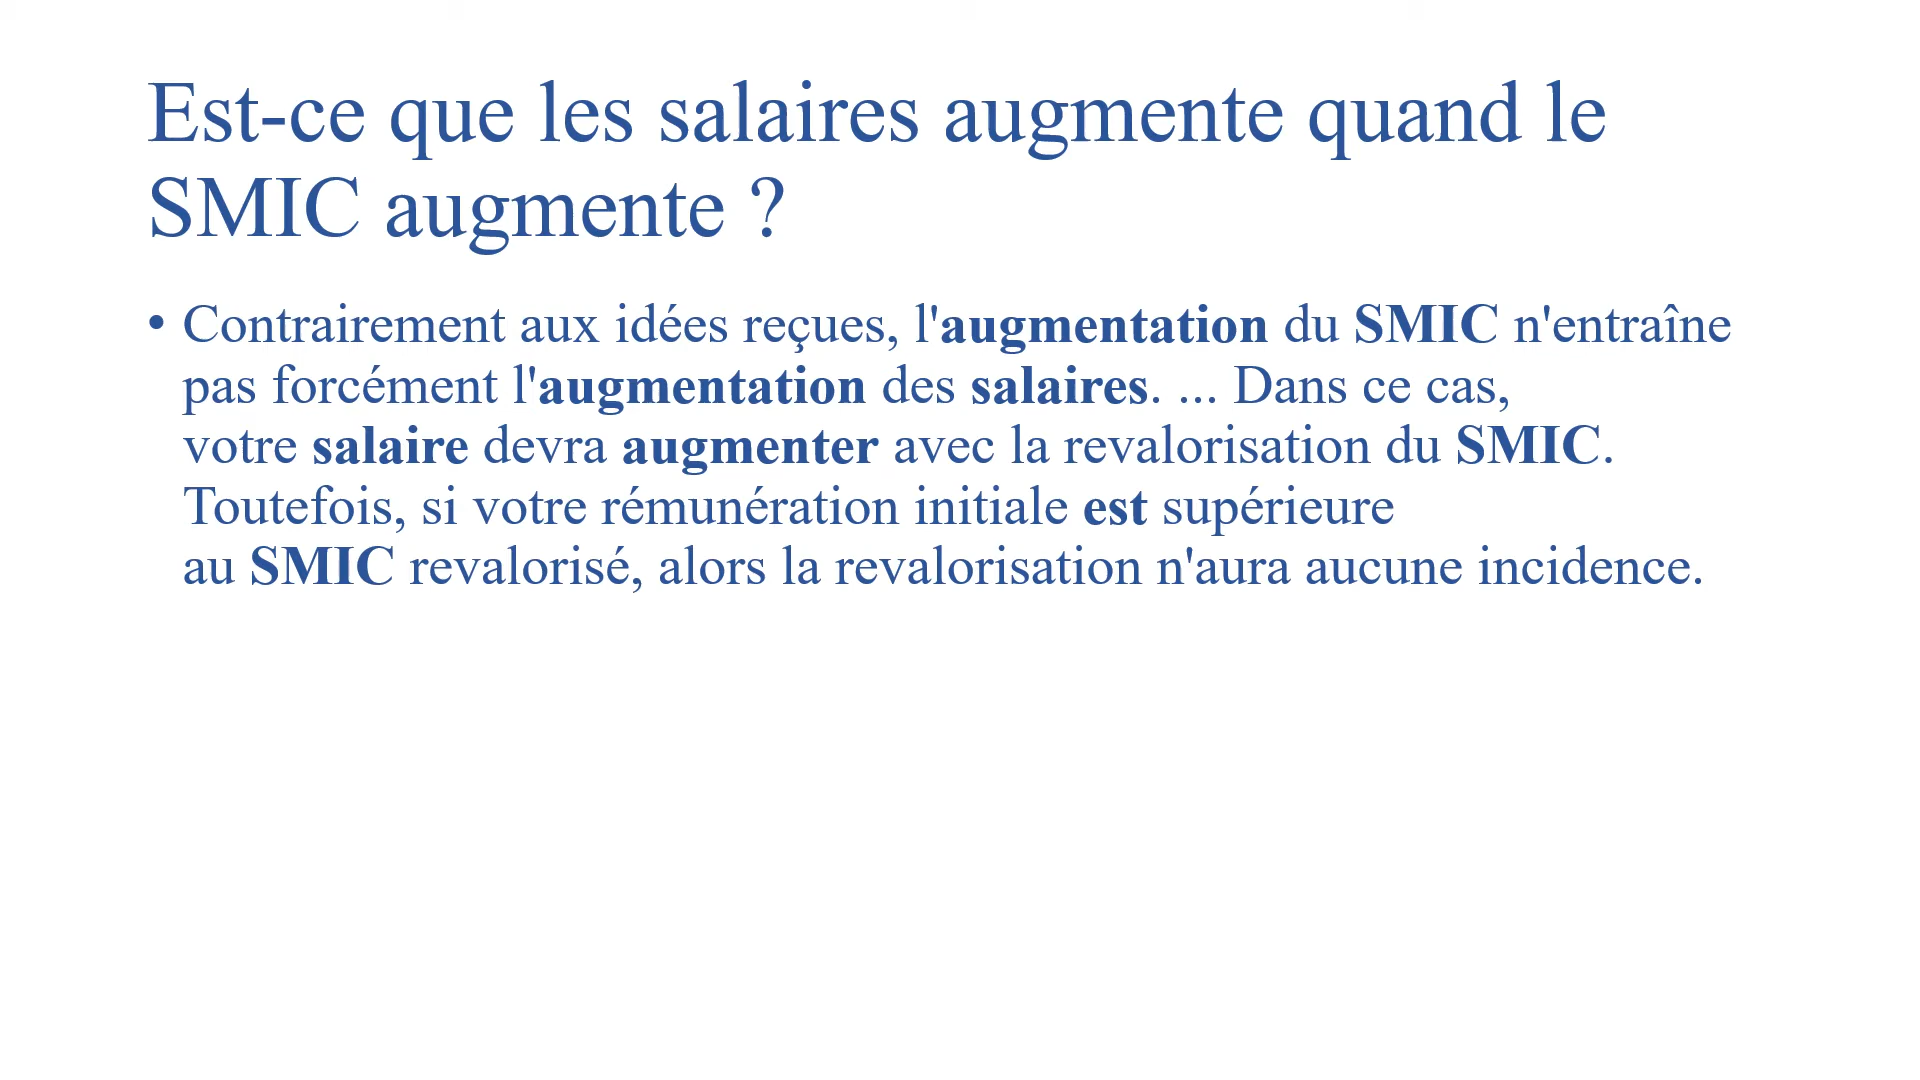 Est-ce que les salaires augmente quand le
SMIC augmente ?
• Contrairement aux idées reçues, l'augmentation du SMIC n'entraîne
pas forcément l'augmentation des salaires. ... Dans ce cas,
votre salaire devra augmenter avec la revalorisation du SMIC.
Toutefois, si votre rémunération initiale est supérieure
au SMIC revalorisé, alors la revalorisation n'aura aucune incidence.